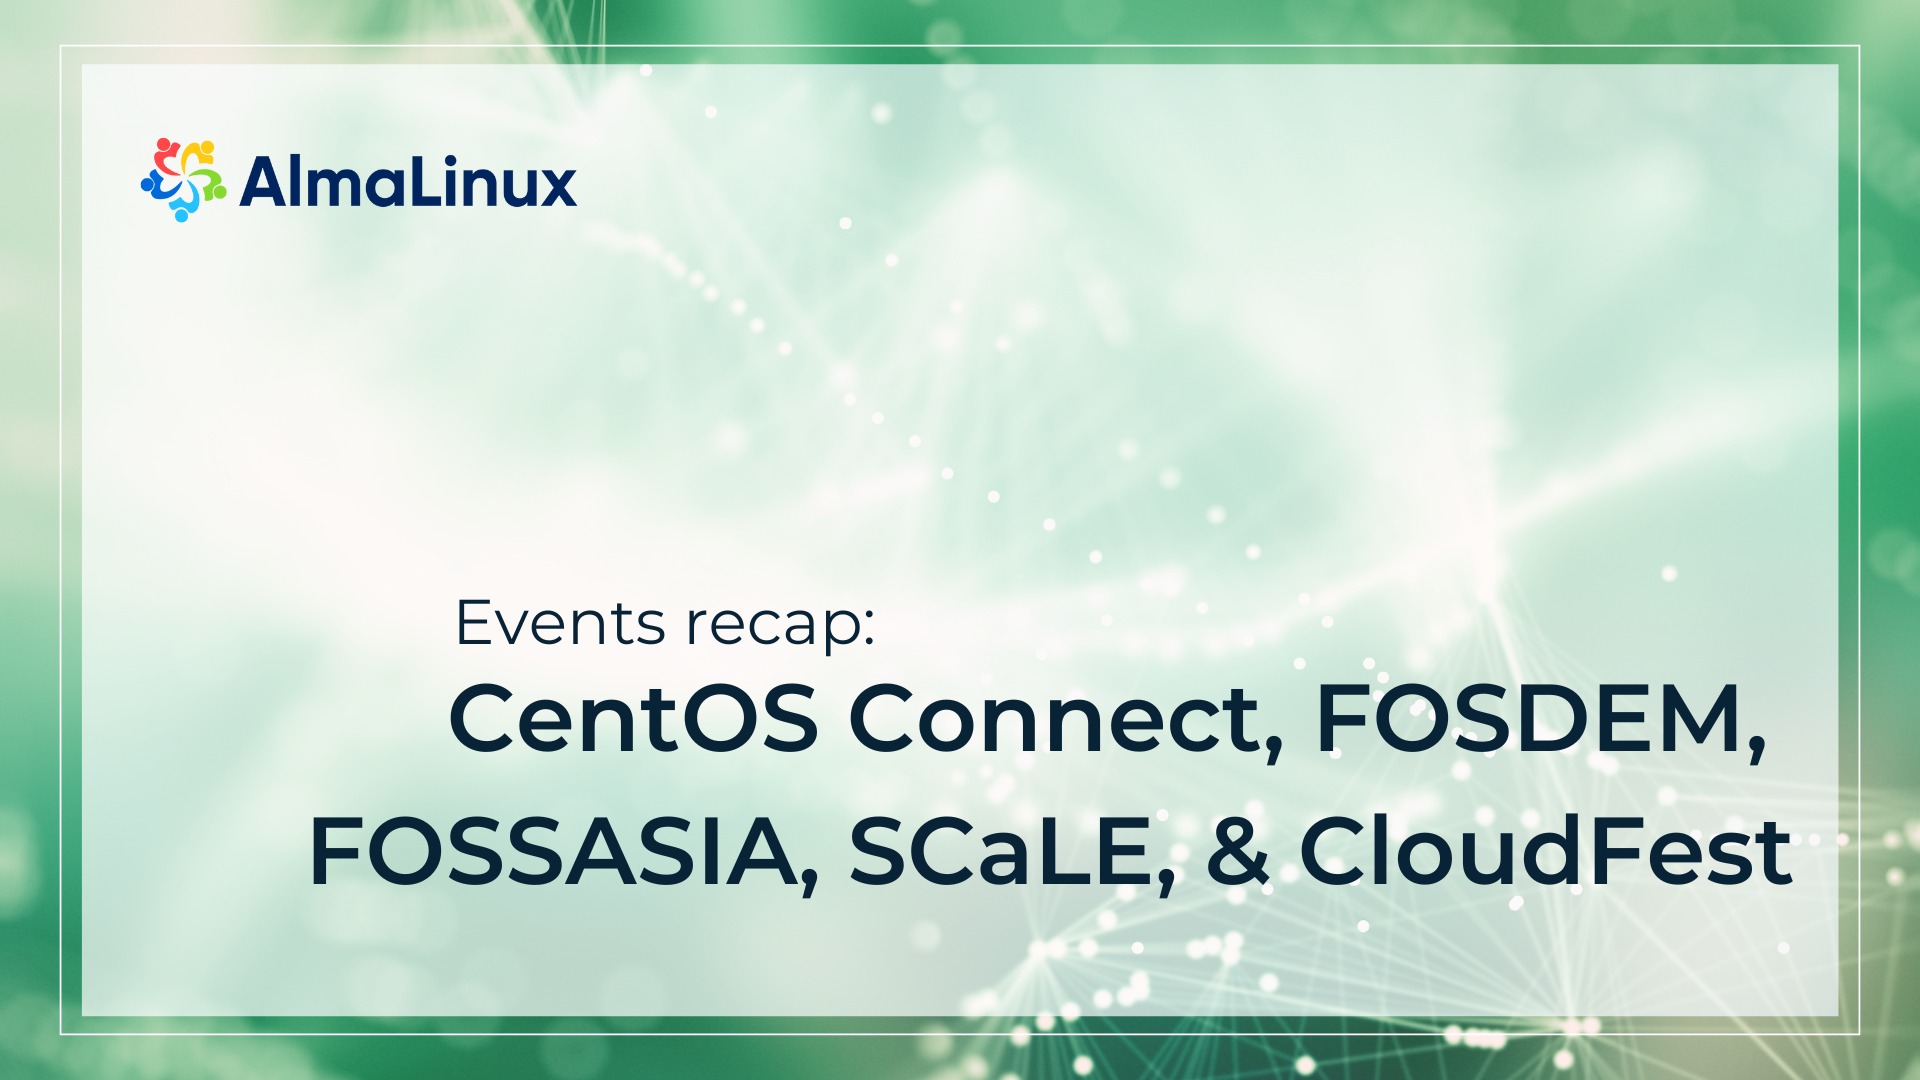 AlmaLinux
Events recap:
CentOS Connect, FOSDEM,
FOSSASIA, SCaLE, & CloudFest